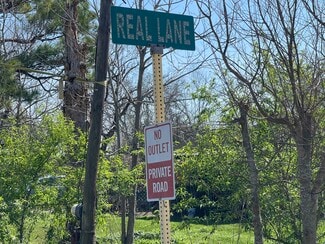 REAL LANE
NO
OUTLET
PRIVATE
ROAD